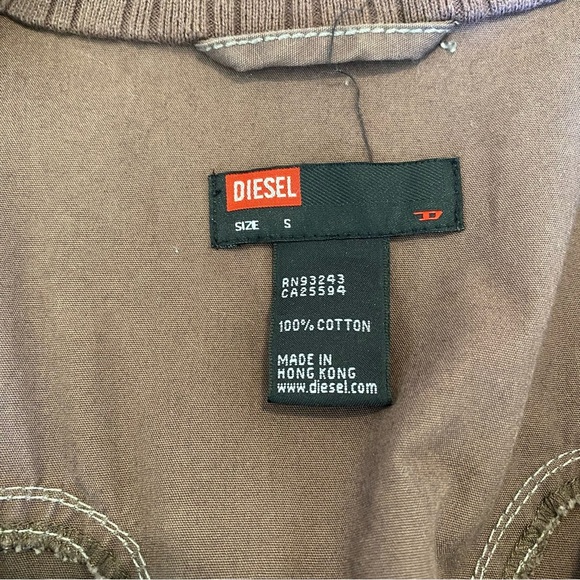 DIESEL
SIZE S
RN93243
CA25594
100% COTTON
MADE IN
HONG KONG
www.diesel.com